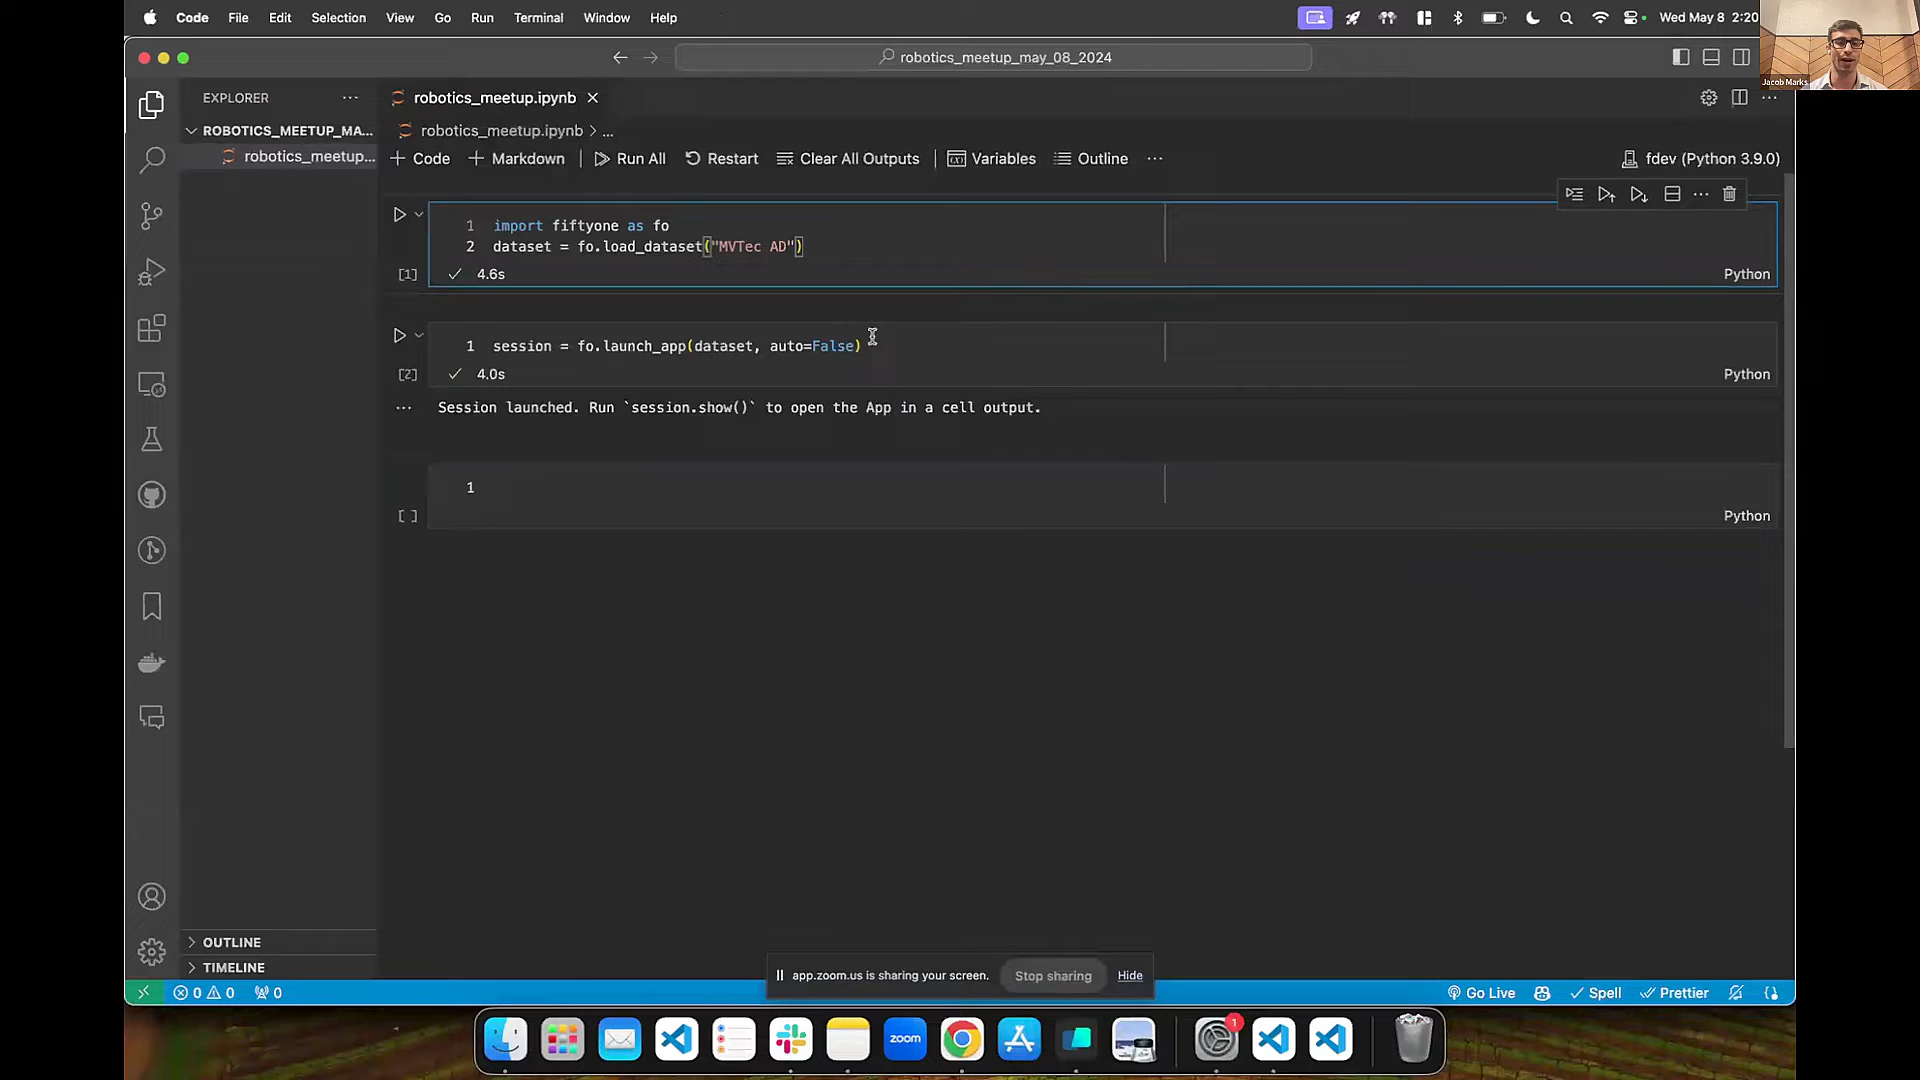 Code File Edit Selection View Go Run Terminal Window Help Wed May 8 2:20
robotics_meetup_may_08_2024
Jacob Marks
EXPLORER
robotics_meetup.ipynb
ROBOTICS_MEETUP_MA...
robotics_meetup.ipynb > ...
robotics_meetup...
Code Markdown Run All Restart Clear All Outputs Variables Outline ... fdev (Python 3.9.0)
1 import fiftyone as fo
2 dataset = fo.load_dataset("MVTec AD")
[1] 4.6s Python
1 session = fo.launch_app(dataset, auto=False)
[2] 4.0s Python
Session launched. Run `session.show()` to open the App in a cell output.
1
[ ] Python
OUTLINE
TIMELINE
app.zoom.us is sharing your screen. Stop sharing Hide
0 0 0 Go Live Spell Prettier
zoom
1